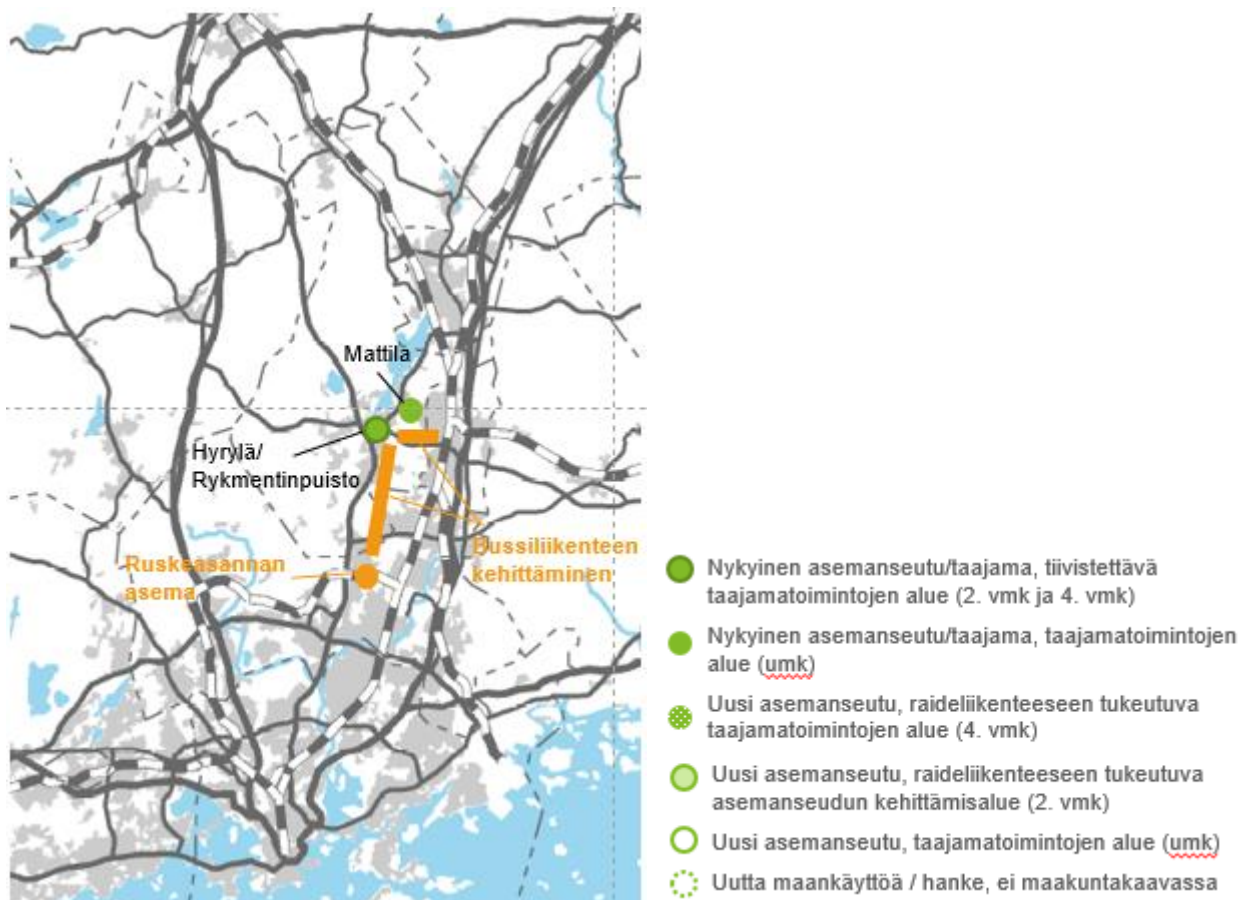 Mattila
Hyrylä/
Rykmentinpuisto
Ruskeasannan
asema
Bussiliikenteen
kehittäminen
Nykyinen asemanseutu/taajama, tiivistettävä
taajamatoimintojen alue (2. vmk ja 4. vmk)
Nykyinen asemanseutu/taajama, taajamatoimintojen
alue (umk)
Uusi asemanseutu, raideliikenteeseen tukeutuva
taajamatoimintojen alue (4. vmk)
Uusi asemanseutu, raideliikenteeseen tukeutuva
asemanseudun kehittämisalue (2. vmk)
Uusi asemanseutu, taajamatoimintojen alue (umk)
Uutta maankäyttöä / hanke, ei maakuntakaavassa